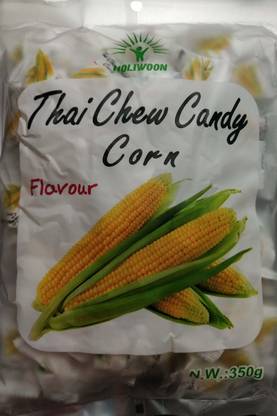 HOLIWOON
Thai Chew Candy
Corn
Flavour
N.W.:350g